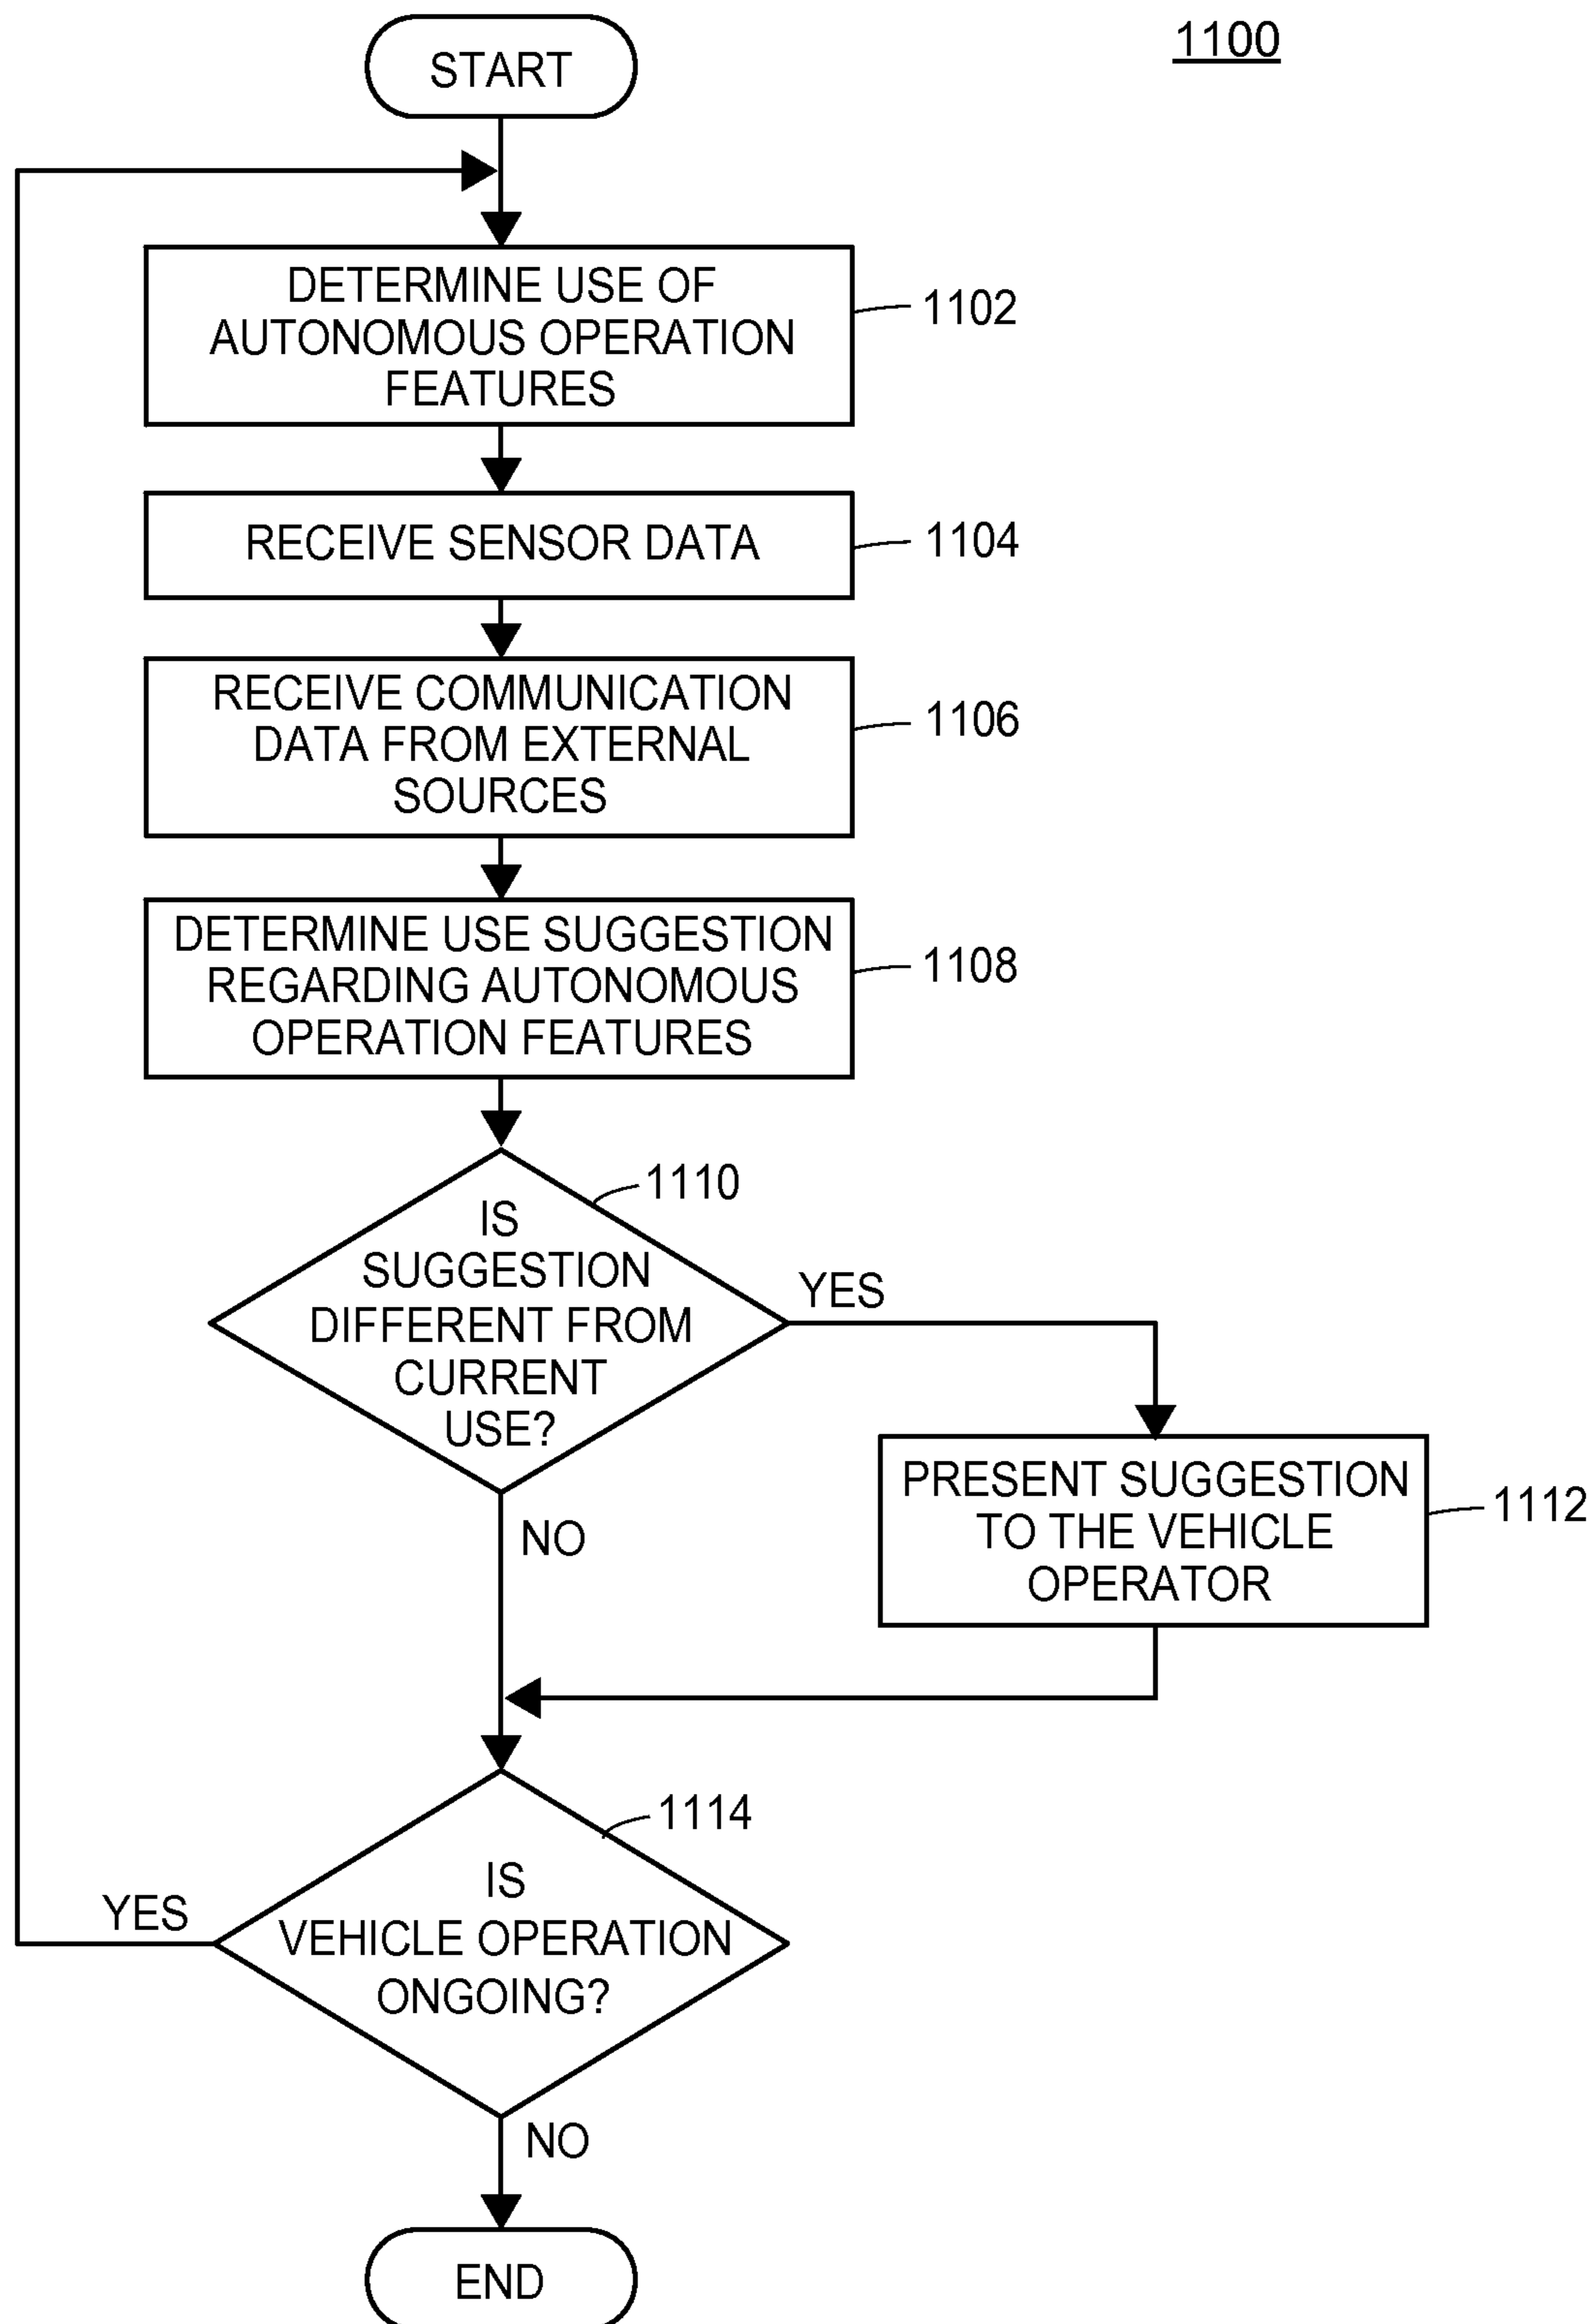 1100
START
DETERMINE USE OF
AUTONOMOUS OPERATION
FEATURES
1102
RECEIVE SENSOR DATA
1104
RECEIVE COMMUNICATION
DATA FROM EXTERNAL
SOURCES
1106
DETERMINE USE SUGGESTION
REGARDING AUTONOMOUS
OPERATION FEATURES
1108
1110
IS
SUGGESTION
DIFFERENT FROM
CURRENT
USE?
YES
NO
PRESENT SUGGESTION
TO THE VEHICLE
OPERATOR
1112
1114
IS
VEHICLE OPERATION
ONGOING?
YES
NO
END